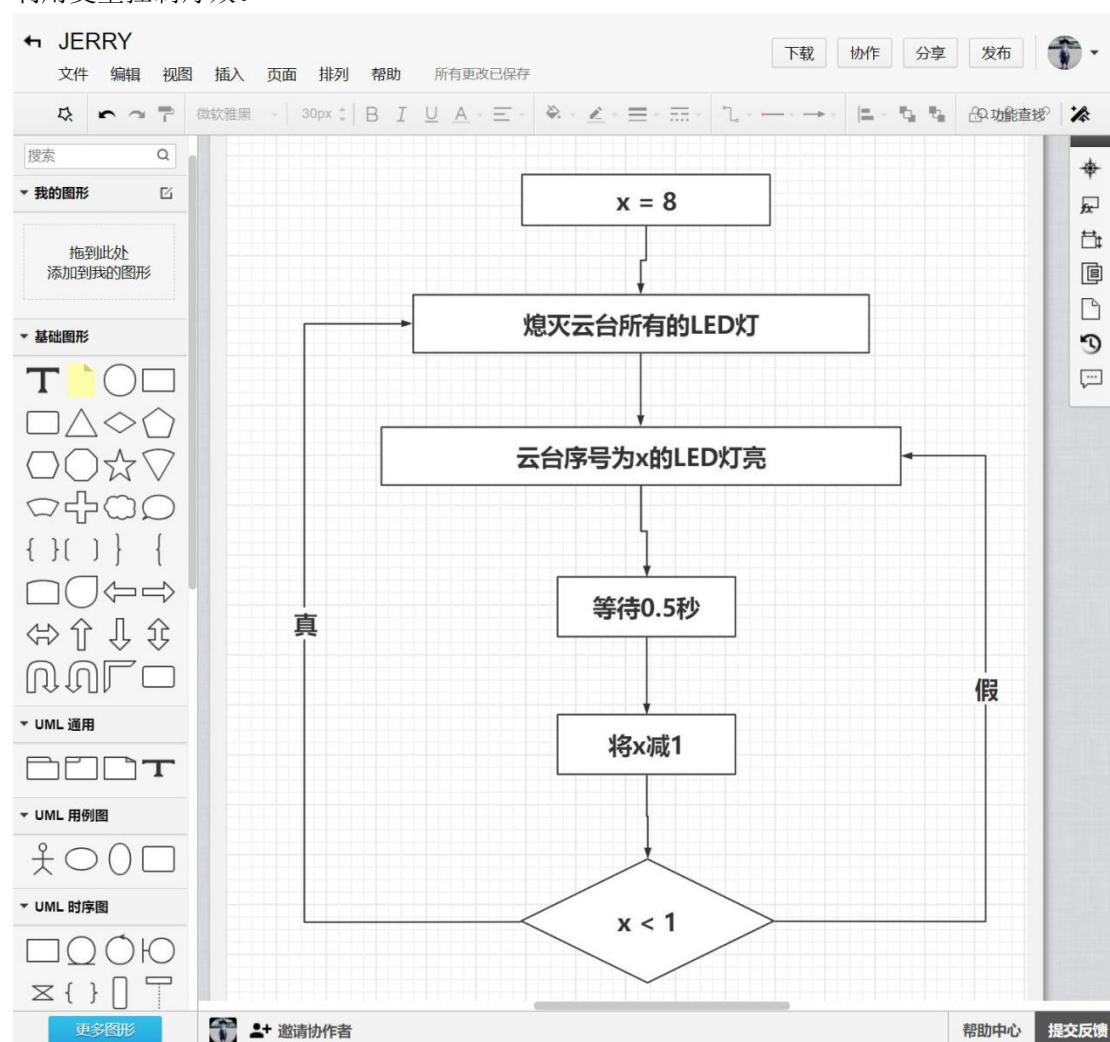 JERRY
下载 协作 分享 发布
文件 编辑 视图 插入 页面 排列 帮助 所有更改已保存
微软雅黑 30px B I U A 功能查找
搜索
我的图形
拖到此处
添加到我的图形
基础图形
T
UML 通用
T
UML 用例图
UML 时序图
更多图形
x = 8
熄灭云台所有的LED灯
云台序号为x的LED灯亮
等待0.5秒
真
假
将x减1
x < 1
邀请协作者
帮助中心 提交反馈